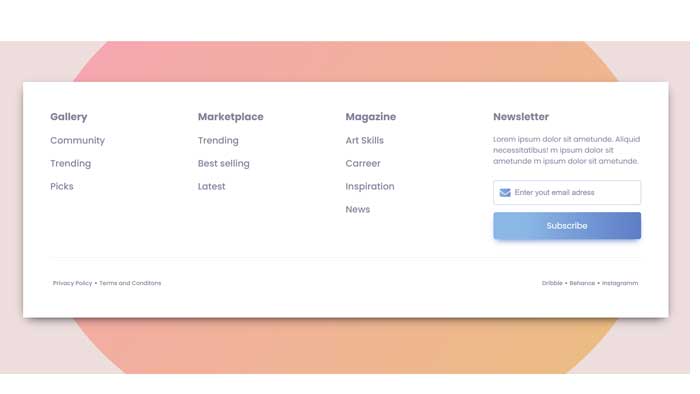 Gallery
Community
Trending
Picks
Marketplace
Trending
Best selling
Latest
Magazine
Art Skills
Carreer
Inspiration
News
Newsletter
Lorem ipsum dolor sit ametunde. Aliquid
necessitatibus! m ipsum dolor sit
ametunde m ipsum dolor sit ametunde.
Enter yout email adress
Subscribe
Privacy Policy • Terms and Conditons
Dribble • Behance • Instagramm